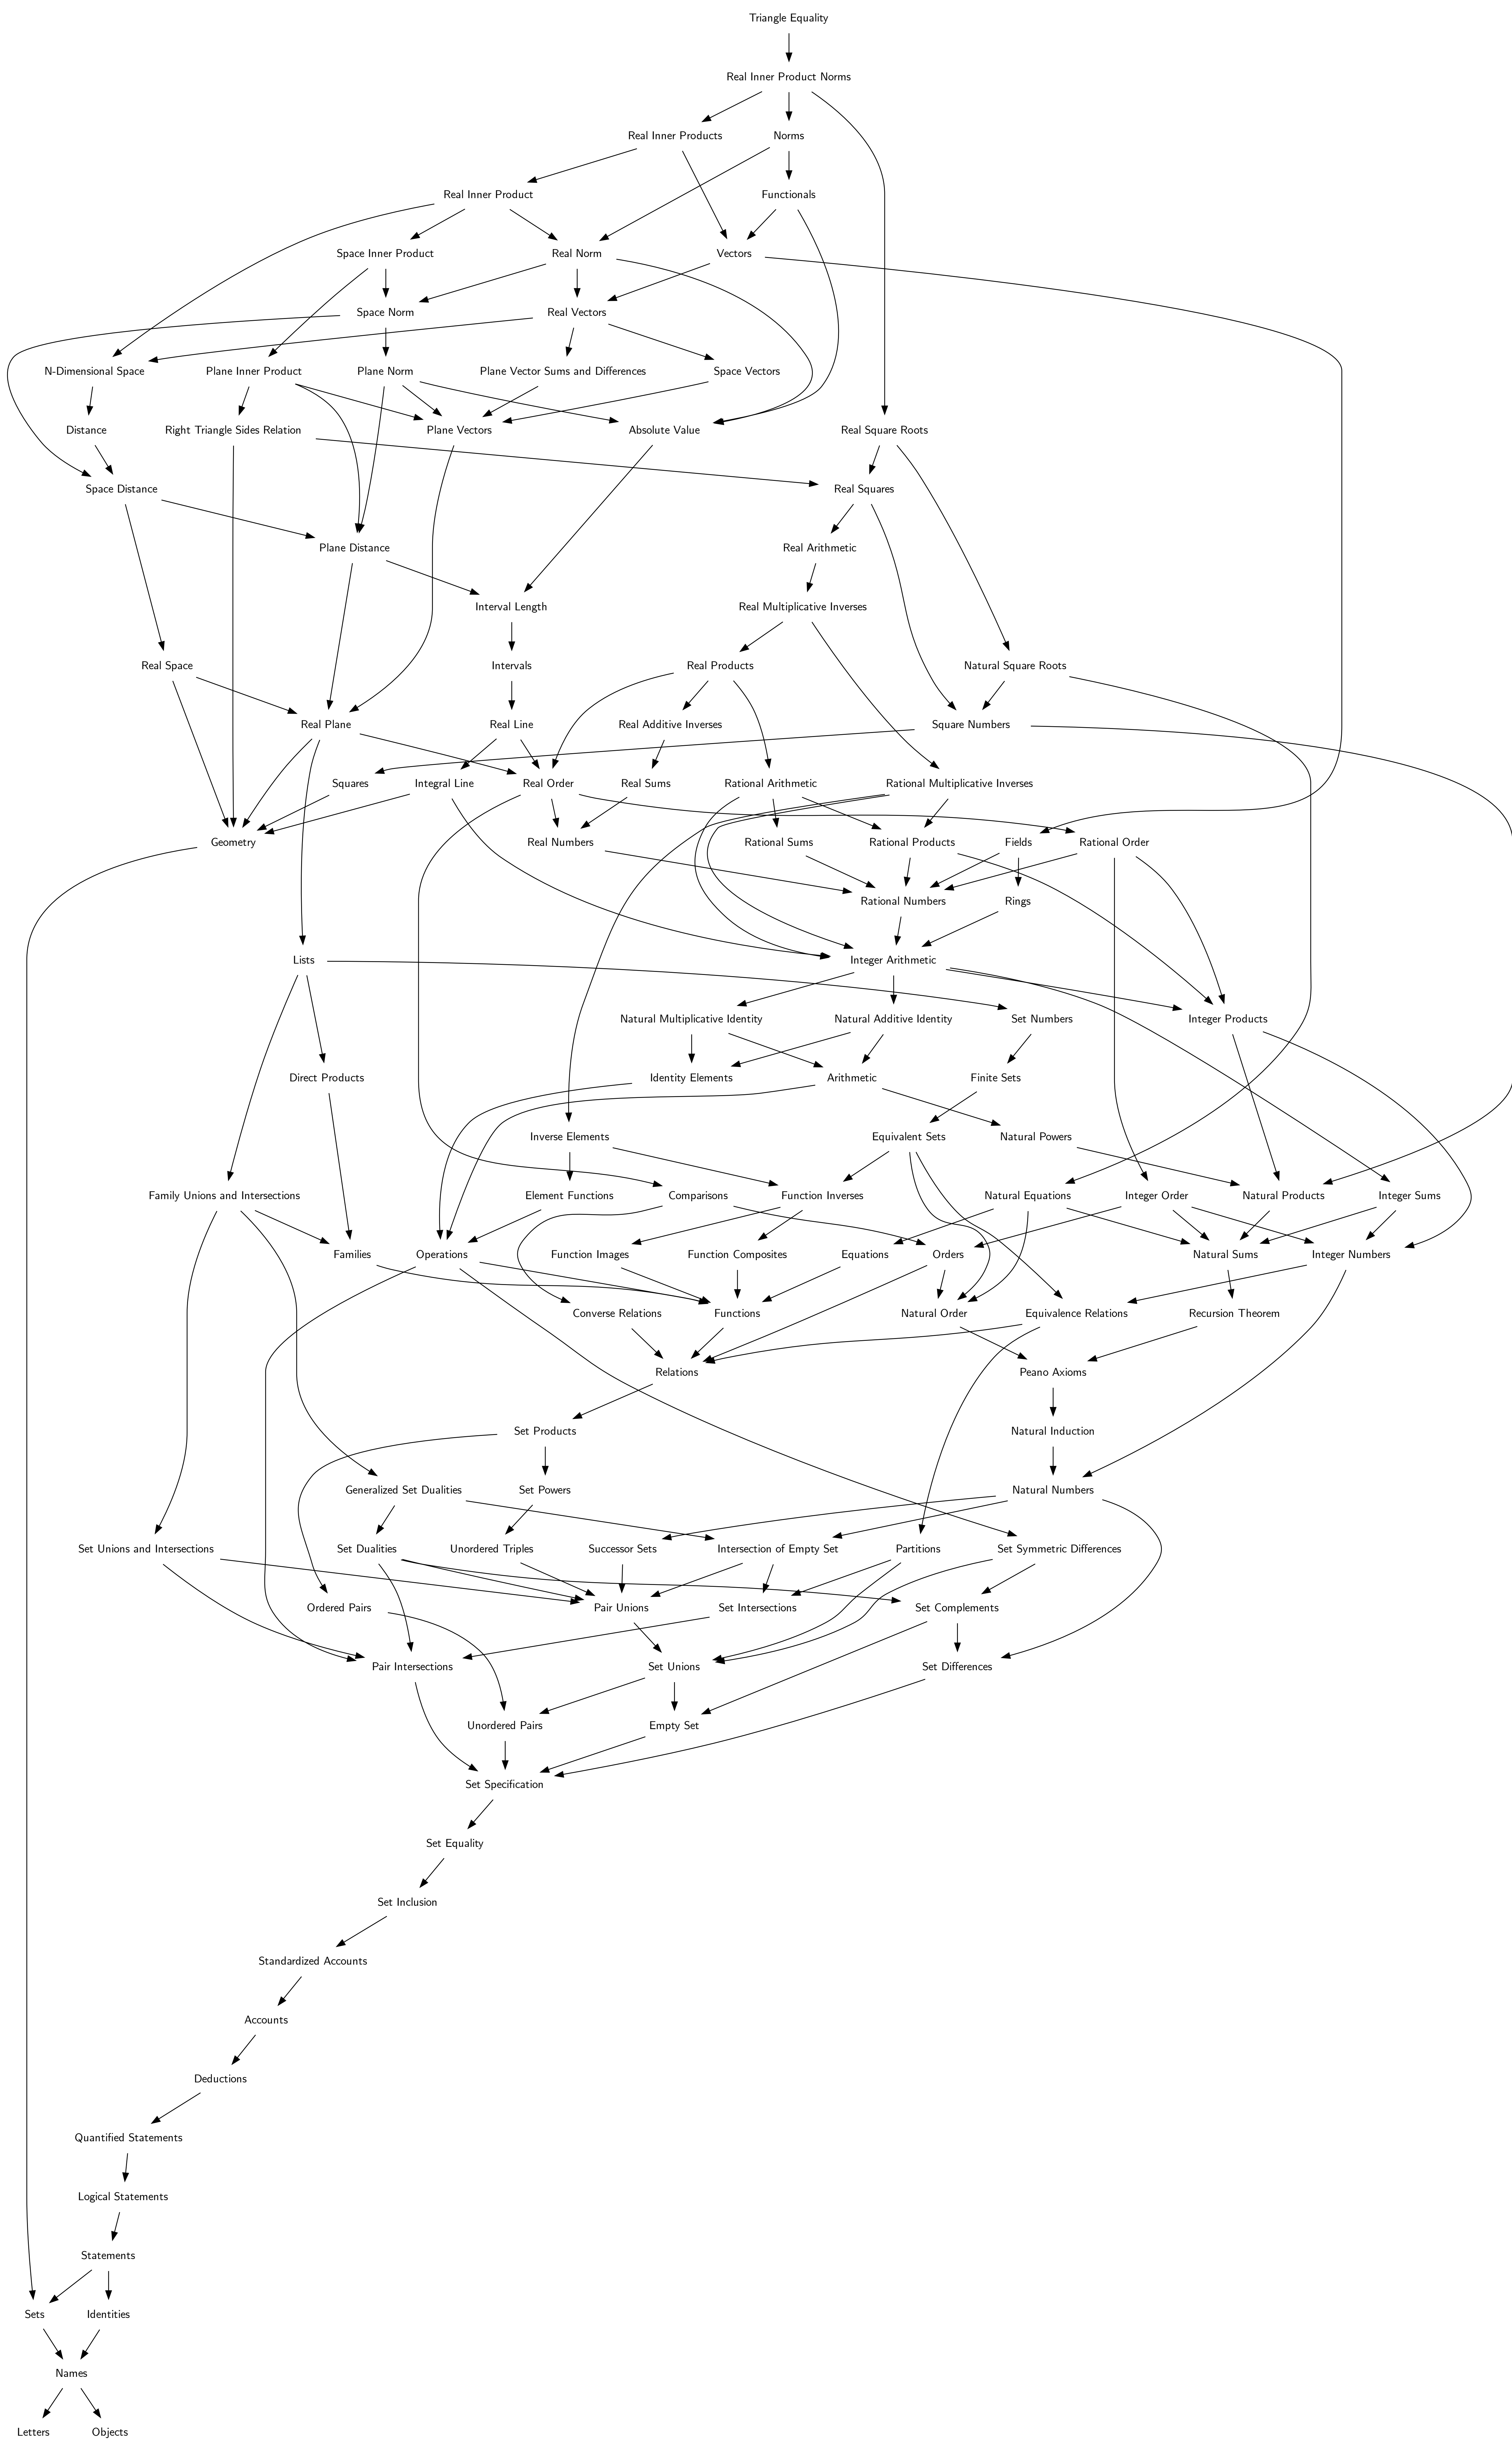 Triangle Equality
Real Inner Product Norms
Real Inner Products
Norms
Real Inner Product
Functionals
Space Inner Product
Real Norm
Vectors
Space Norm
Real Vectors
N-Dimensional Space
Plane Inner Product
Plane Norm
Plane Vector Sums and Differences
Space Vectors
Distance
Right Triangle Sides Relation
Plane Vectors
Absolute Value
Real Square Roots
Space Distance
Real Squares
Plane Distance
Real Arithmetic
Interval Length
Real Multiplicative Inverses
Real Space
Intervals
Real Products
Natural Square Roots
Real Plane
Real Line
Real Additive Inverses
Square Numbers
Squares
Integral Line
Real Order
Real Sums
Rational Arithmetic
Rational Multiplicative Inverses
Geometry
Real Numbers
Rational Sums
Rational Products
Fields
Rational Order
Rational Numbers
Rings
Lists
Integer Arithmetic
Natural Multiplicative Identity
Natural Additive Identity
Set Numbers
Integer Products
Direct Products
Identity Elements
Arithmetic
Finite Sets
Inverse Elements
Equivalent Sets
Natural Powers
Family Unions and Intersections
Element Functions
Comparisons
Function Inverses
Natural Equations
Integer Order
Natural Products
Integer Sums
Families
Operations
Function Images
Function Composites
Equations
Orders
Natural Sums
Integer Numbers
Converse Relations
Functions
Natural Order
Equivalence Relations
Recursion Theorem
Relations
Peano Axioms
Set Products
Natural Induction
Generalized Set Dualities
Set Powers
Natural Numbers
Set Unions and Intersections
Set Dualities
Unordered Triples
Successor Sets
Intersection of Empty Set
Partitions
Set Symmetric Differences
Ordered Pairs
Pair Unions
Set Intersections
Set Complements
Pair Intersections
Set Unions
Set Differences
Unordered Pairs
Empty Set
Set Specification
Set Equality
Set Inclusion
Standardized Accounts
Accounts
Deductions
Quantified Statements
Logical Statements
Statements
Sets
Identities
Names
Letters
Objects